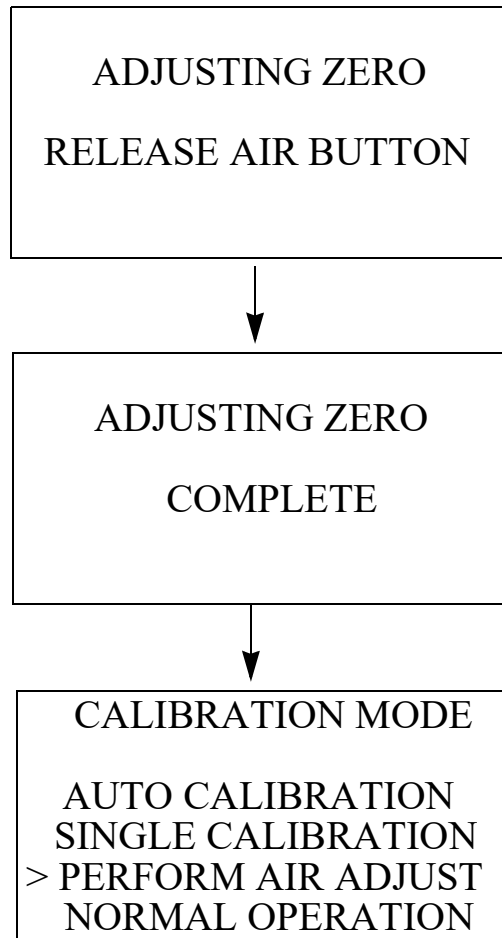 ADJUSTING ZERO
RELEASE AIR BUTTON
ADJUSTING ZERO
COMPLETE
CALIBRATION MODE
AUTO CALIBRATION
SINGLE CALIBRATION
> PERFORM AIR ADJUST
NORMAL OPERATION